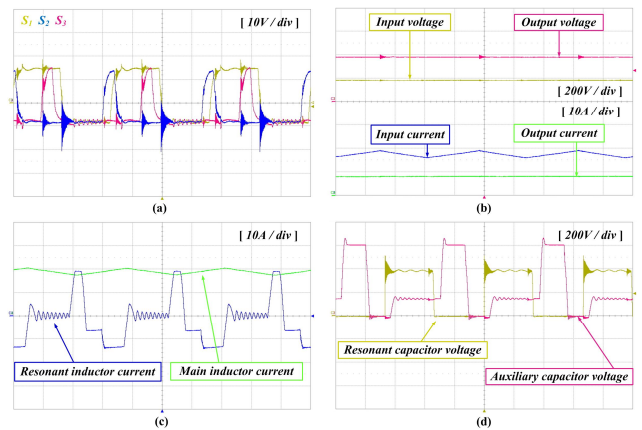 S1 S2 S3
[ 10V / div ]
(a)
Input voltage
Output voltage
[ 200V / div ]
[ 10A / div ]
Input current
Output current
(b)
[ 10A / div ]
Resonant inductor current
Main inductor current
(c)
[ 200V / div ]
Resonant capacitor voltage
Auxiliary capacitor voltage
(d)